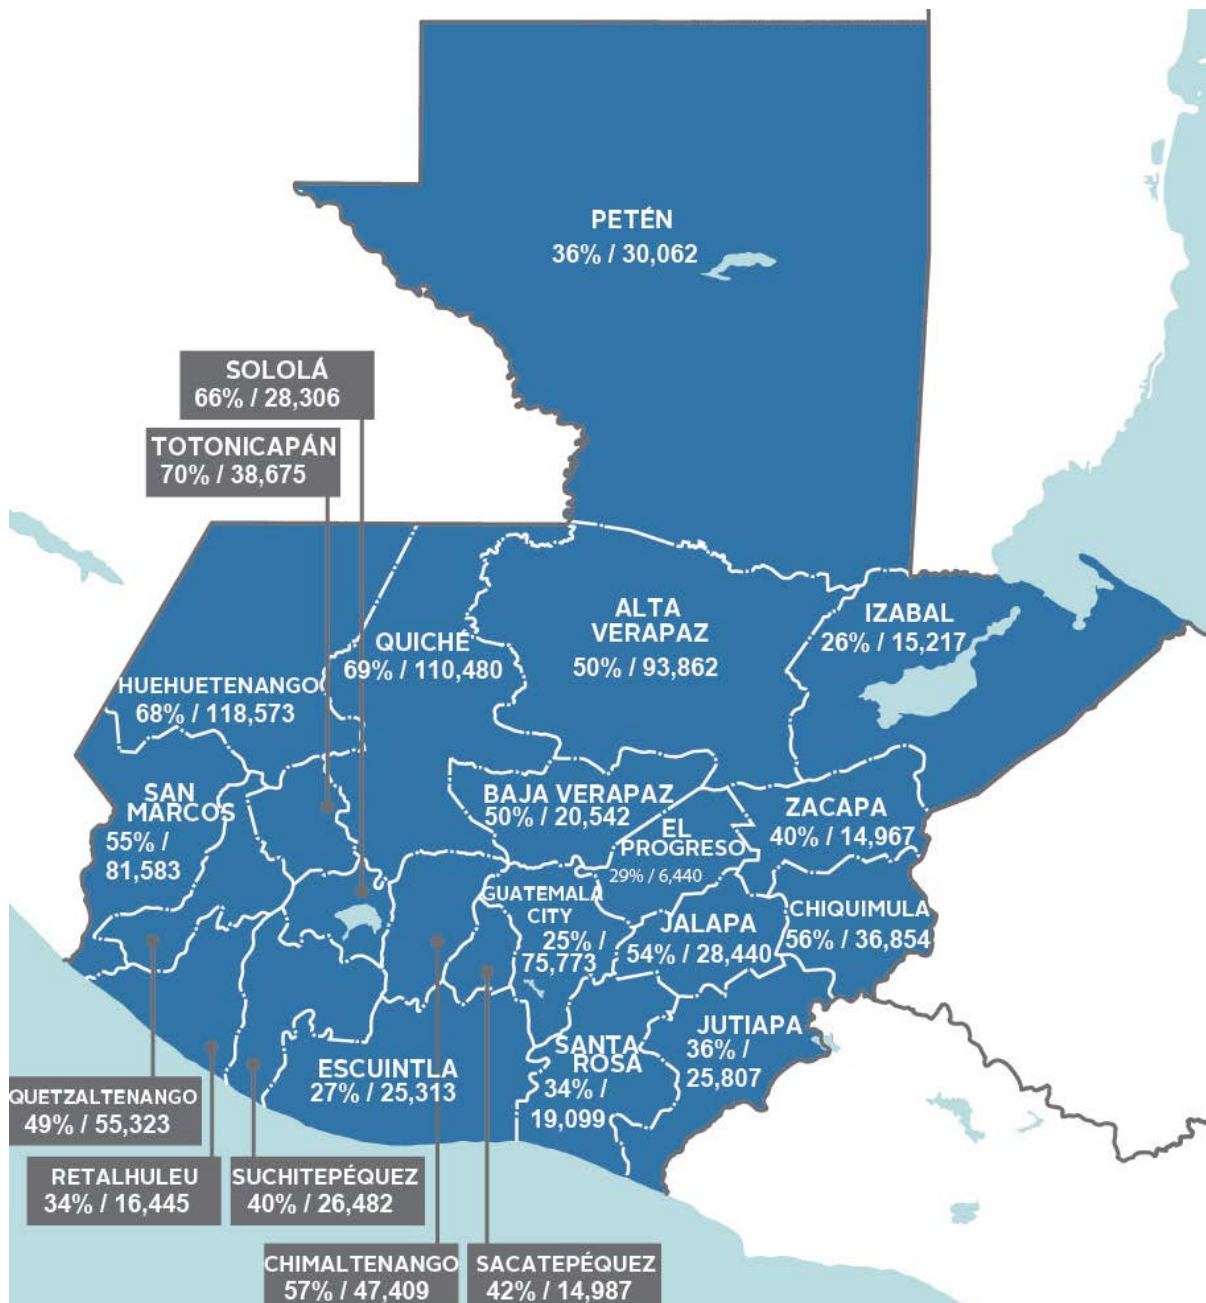 PETÉN
36% / 30,062
SOLOLÁ
66% / 28,306
TOTONICAPÁN
70% / 38,675
ALTA
VERAPAZ
50% / 93,862
IZABAL
26% / 15,217
QUICHÉ
69% / 110,480
HUEHUETENANGO
68% / 118,573
SAN
MARCOS
55% /
81,583
BAJA VERAPAZ
50% / 20,542
EL
PROGRESO
29% / 6,440
ZACAPA
40% / 14,967
GUATEMALA
CITY
25% /
75,773
JALAPA
54% / 28,440
CHIQUIMULA
56% / 36,854
ESCUINTLA
27% / 25,313
SANTA
ROSA
34% /
19,099
JUTIAPA
36% /
25,807
QUETZALTENANGO
49% / 55,323
RETALHULEU
34% / 16,445
SUCHITEPÉQUEZ
40% / 26,482
CHIMALTENANGO
57% / 47,409
SACATEPÉQUEZ
42% / 14,987